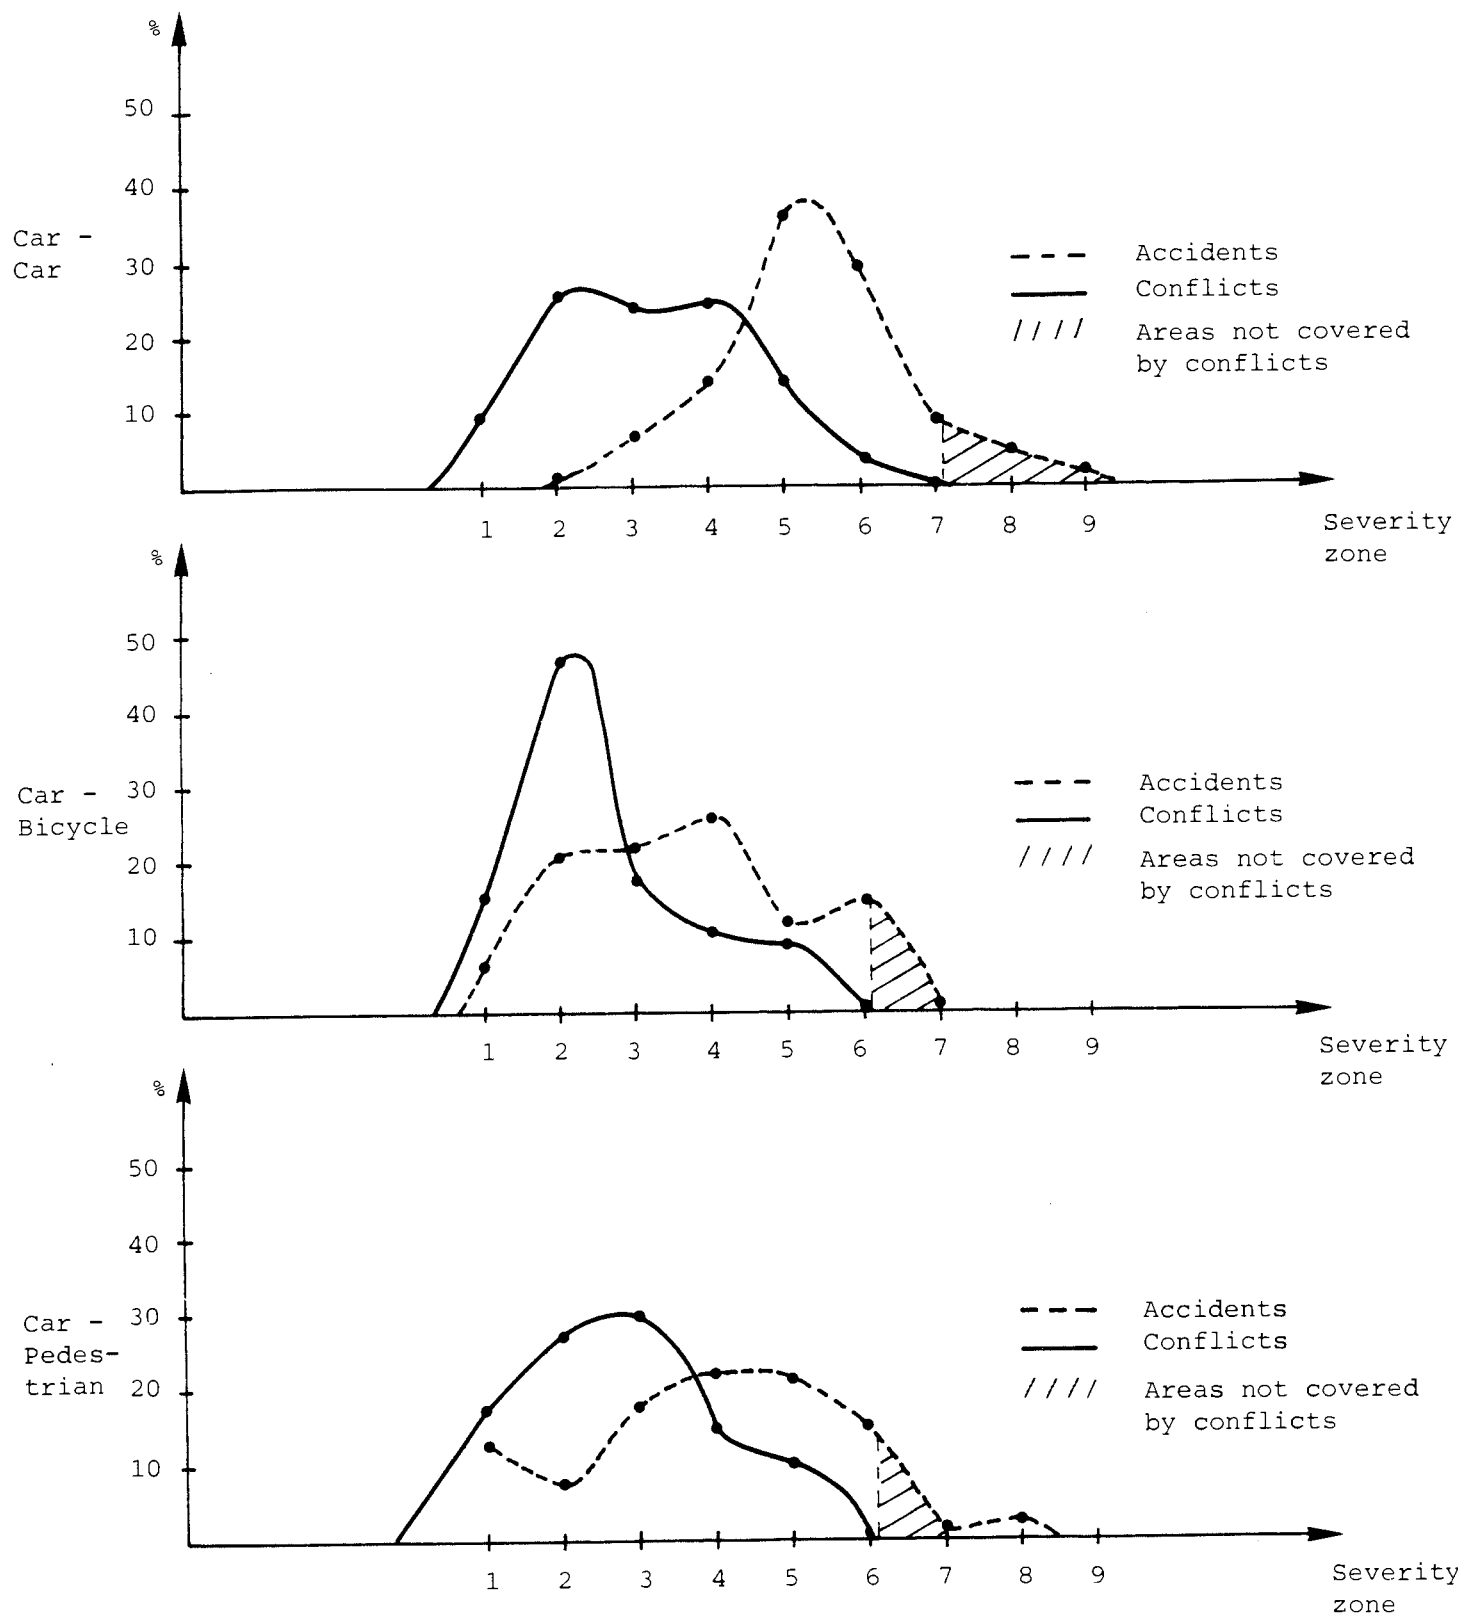 %
50
40
Car -
Car
30
20
10
Accidents
Conflicts
Areas not covered
by conflicts
1 2 3 4 5 6 7 8 9
Severity
zone
%
50
40
Car -
Bicycle
30
20
10
Accidents
Conflicts
Areas not covered
by conflicts
1 2 3 4 5 6 7 8 9
Severity
zone
%
50
40
30
Car -
Pedes-
trian
20
10
Accidents
Conflicts
Areas not covered
by conflicts
1 2 3 4 5 6 7 8 9
Severity
zone